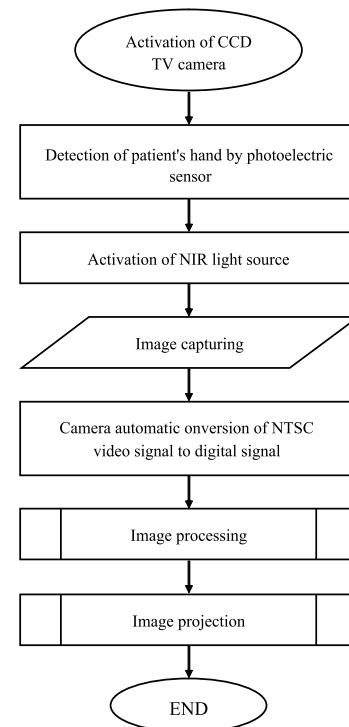 Activation of CCD
TV camera
Detection of patient's hand by photoelectric
sensor
Activation of NIR light source
Image capturing
Camera automatic onversion of NTSC
video signal to digital signal
Image processing
Image projection
END